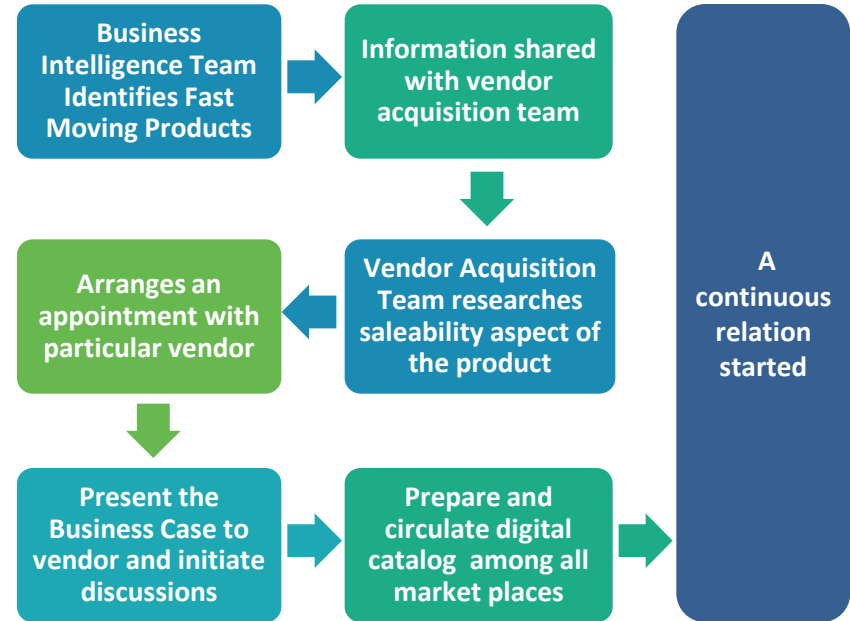 Business
Intelligence Team
Identifies Fast
Moving Products
Information shared
with vendor
acquisition team
Vendor Acquisition
Team researches
saleability aspect of
the product
Arranges an
appointment with
particular vendor
Present the
Business Case to
vendor and initiate
discussions
Prepare and
circulate digital
catalog among all
market places
A
continuous
relation
started